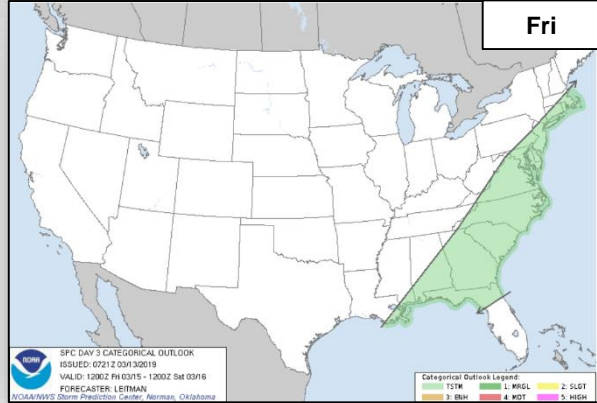 Fri
NOAA
SPC DAY 3 CATEGORICAL OUTLOOK
ISSUED: 0721Z 03/13/2019
VALID: 1200Z Fri 03/15 - 1200Z Sat 03/16
FORECASTER: LEITMAN
NOAA/NWS Storm Prediction Center, Norman, Oklahoma
Categorical Outlook Legend:
TSTM 1: MRGL 2: SLGT
3: ENH 4: MDT 5: HIGH